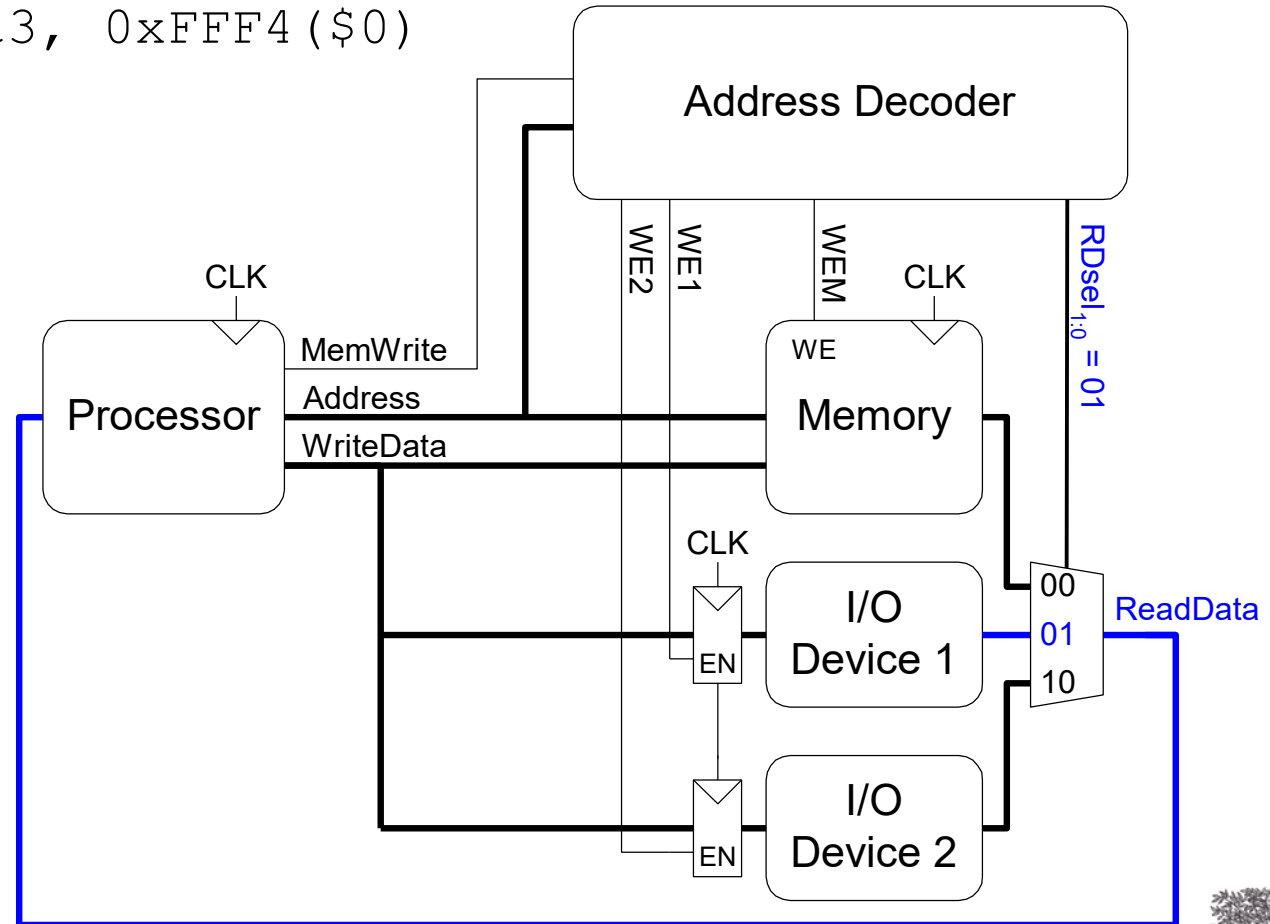 3, 0xFFF4($0)
Address Decoder
WE2
WE1
WEM
RDsel1:0 = 01
CLK
CLK
MemWrite
WE
Processor
Address
Memory
WriteData
CLK
00
I/O
Device 1
ReadData
01
EN
10
I/O
Device 2
EN